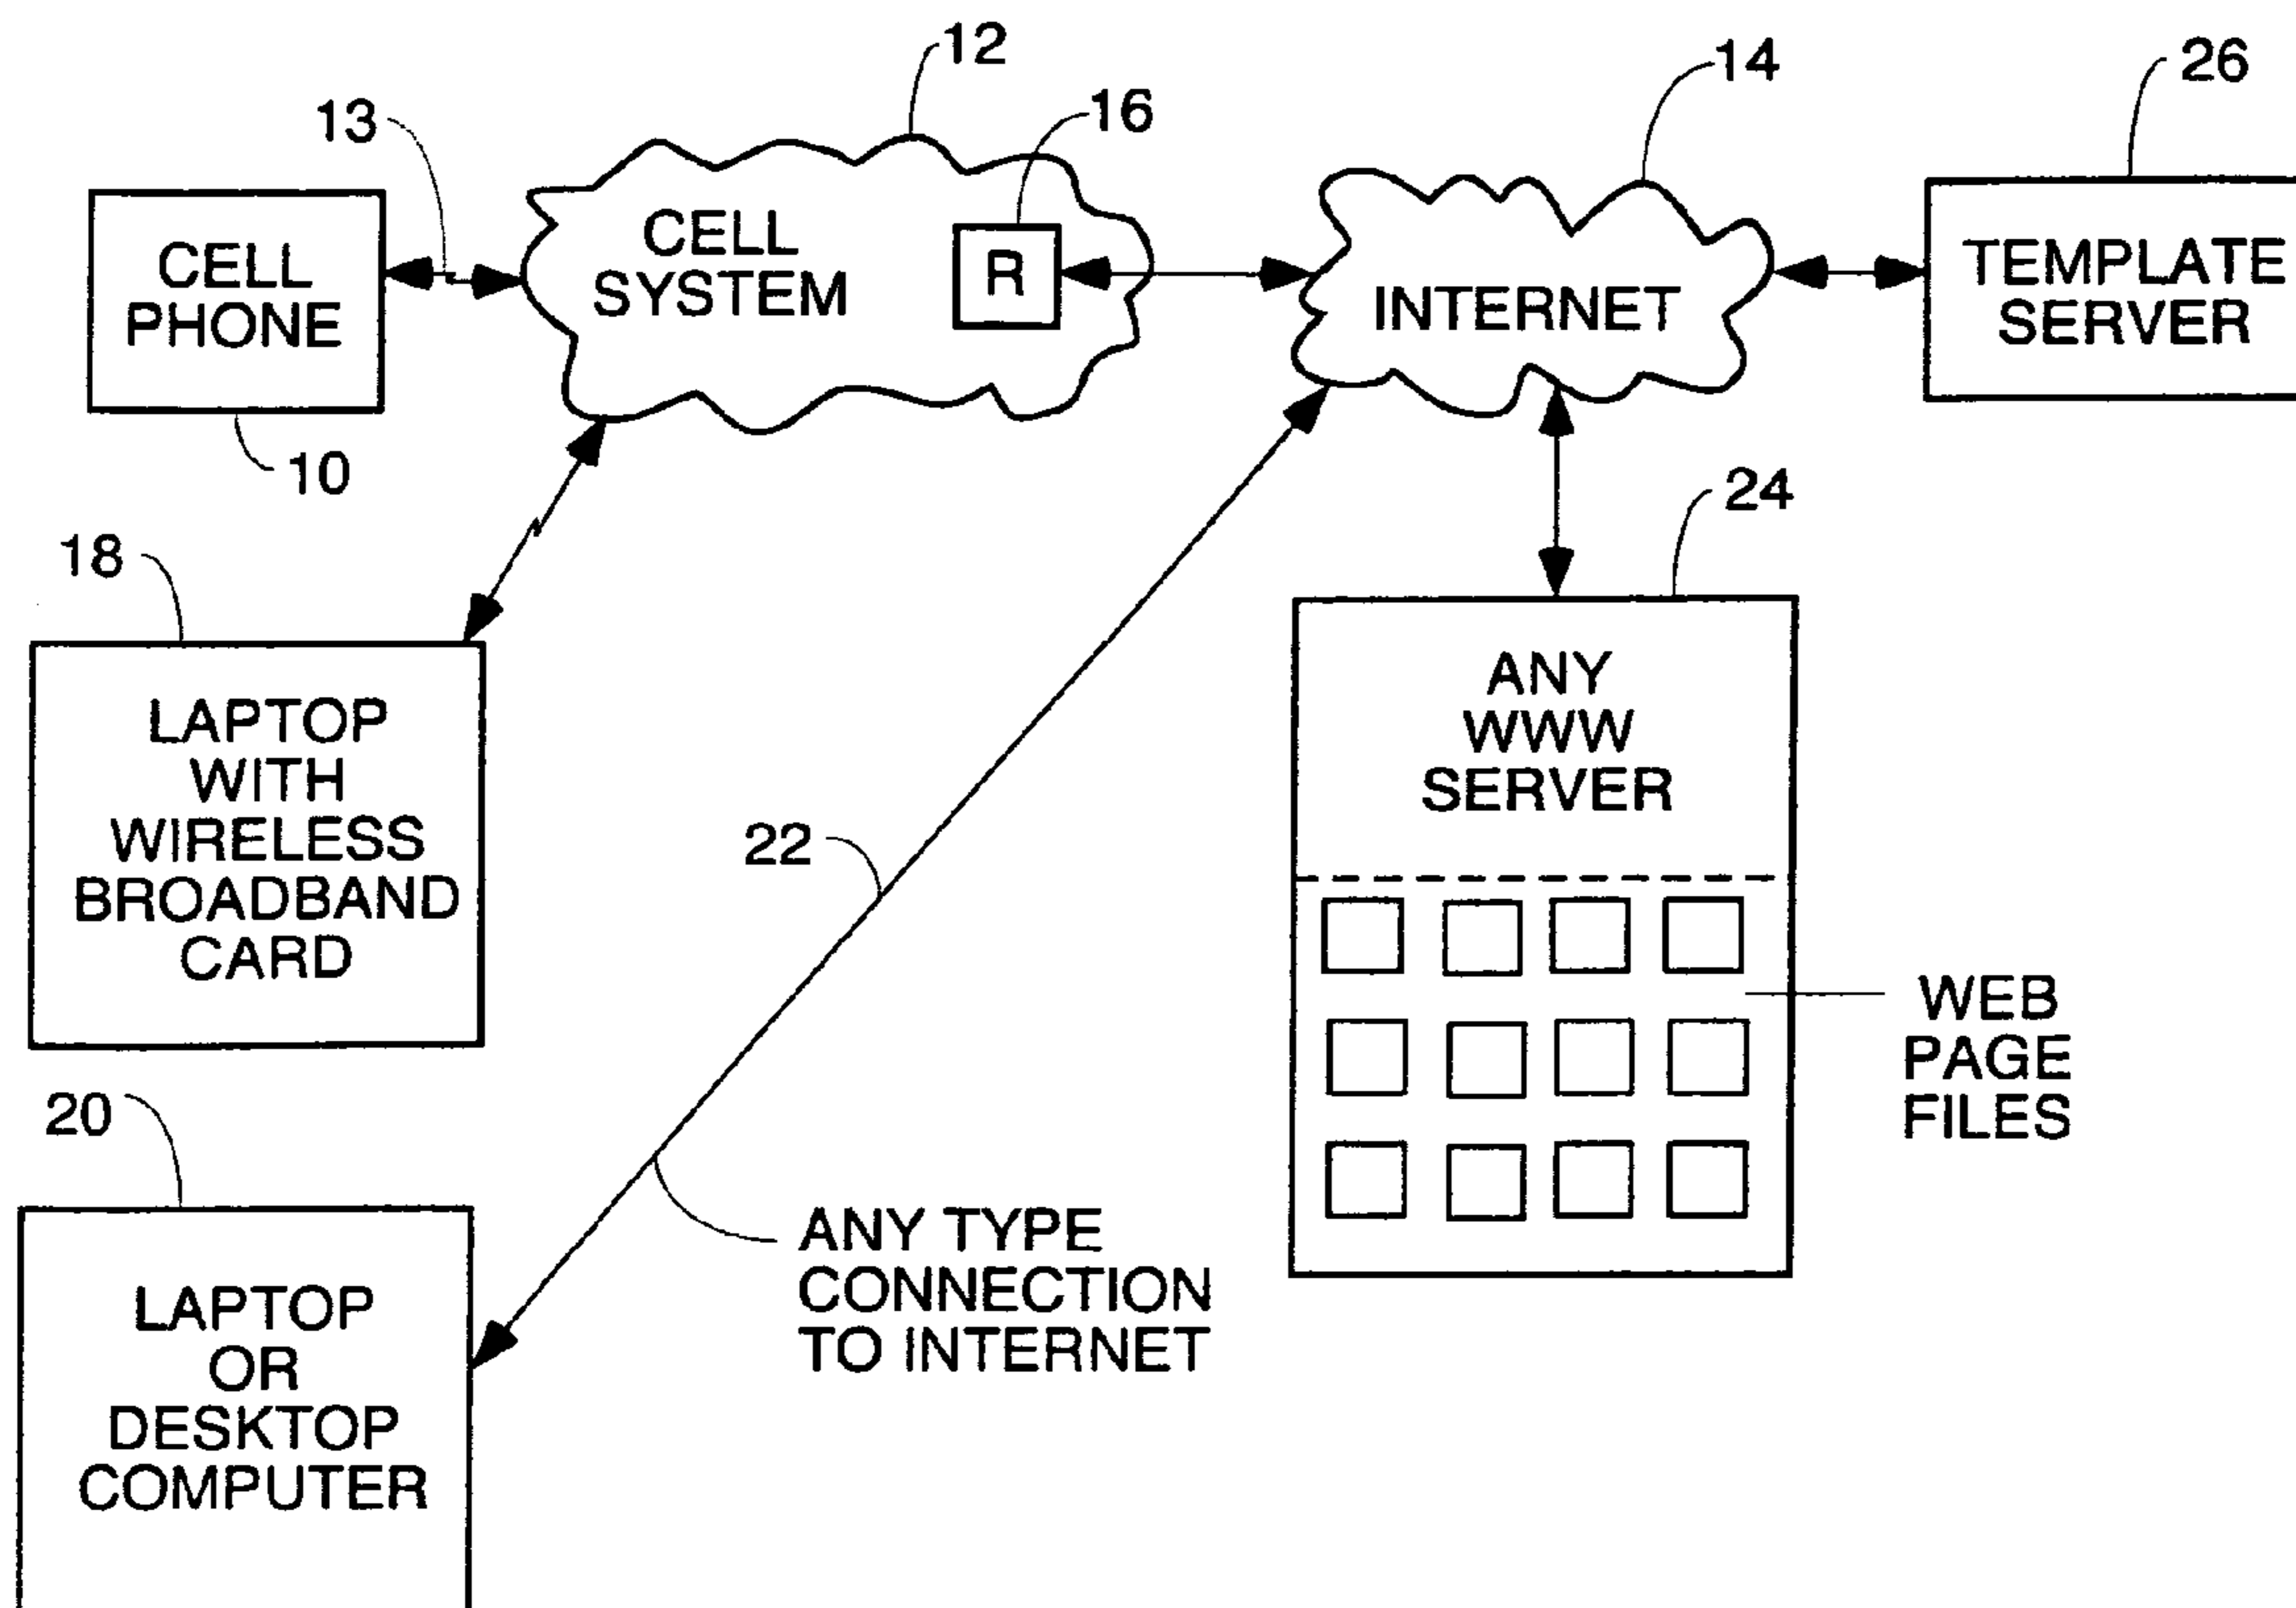 12
14
26
13
16
CELL
PHONE
CELL
SYSTEM
R
INTERNET
TEMPLATE
SERVER
10
24
18
LAPTOP
WITH
WIRELESS
BROADBAND
CARD
ANY
WWW
SERVER
22
WEB
PAGE
FILES
20
ANY TYPE
CONNECTION
TO INTERNET
LAPTOP
OR
DESKTOP
COMPUTER